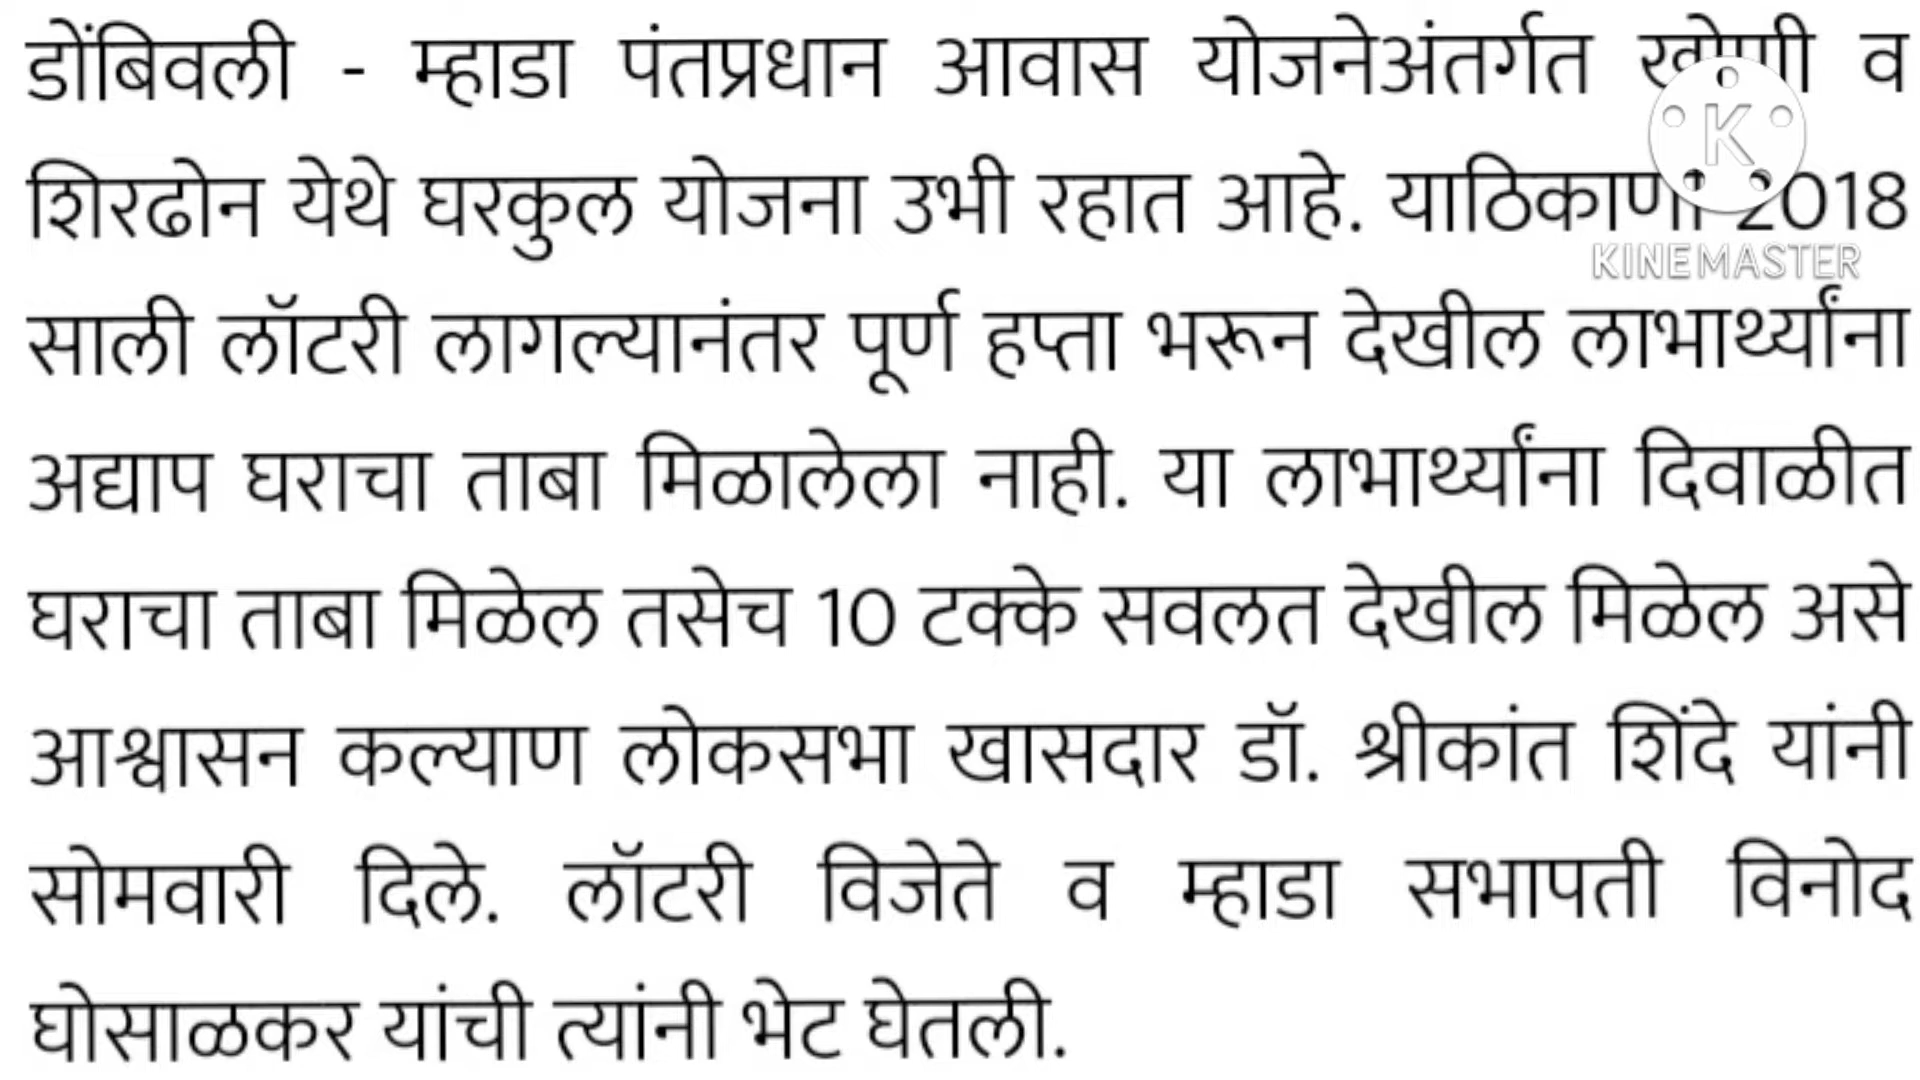 डोंबिवली - म्हाडा पंतप्रधान आवास योजनेअंतर्गत खोणी व
शिरढोन येथे घरकुल योजना उभी रहात आहे. याठिकाणी 2018
KINEMASTER
साली लॉटरी लागल्यानंतर पूर्ण हप्ता भरून देखील लाभार्थ्यांना
अद्याप घराचा ताबा मिळालेला नाही. या लाभार्थ्यांना दिवाळीत
घराचा ताबा मिळेल तसेच 10 टक्के सवलत देखील मिळेल असे
आश्वासन कल्याण लोकसभा खासदार डॉ. श्रीकांत शिंदे यांनी
सोमवारी दिले. लॉटरी विजेते व म्हाडा सभापती विनोद
घोसाळकर यांची त्यांनी भेट घेतली.